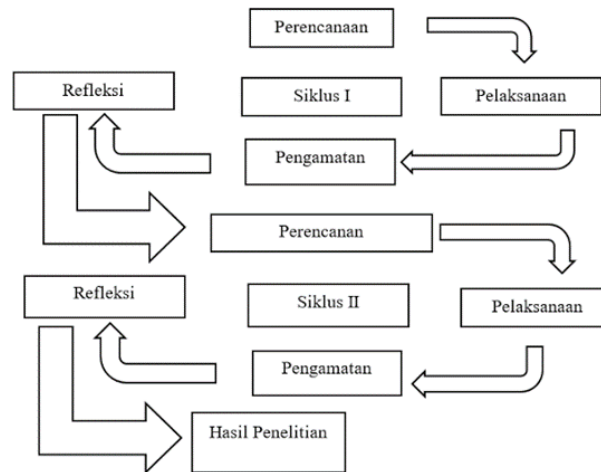 Perencanaan
Refleksi
Siklus I
Pelaksanaan
Pengamatan
Perencanan
Refleksi
Siklus II
Pelaksanaan
Pengamatan
Hasil Penelitian